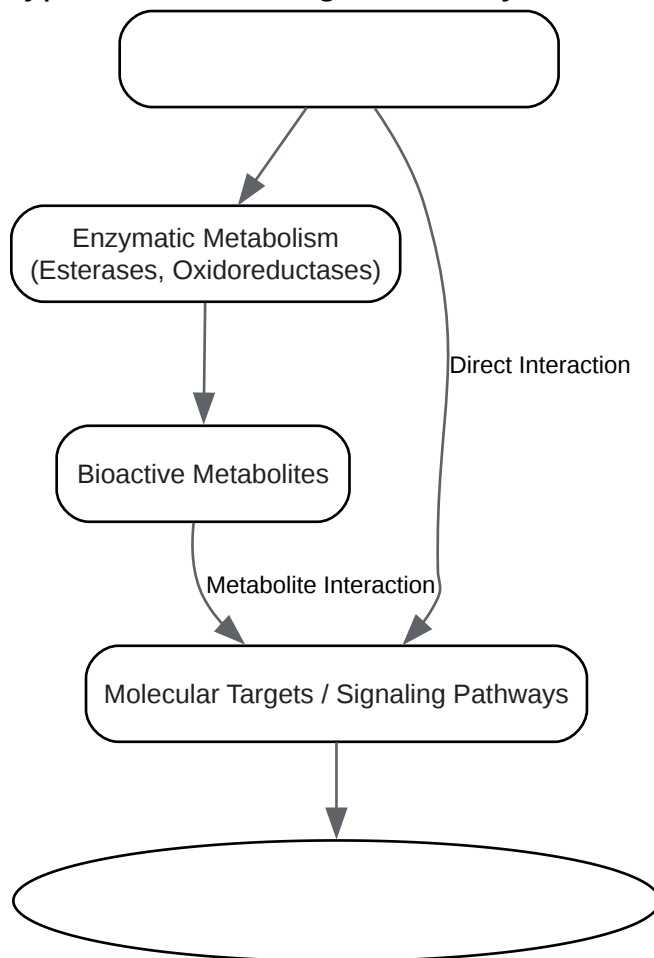 Enzymatic Metabolism
(Esterases, Oxidoreductases)
Direct Interaction
Bioactive Metabolites
Metabolite Interaction
Molecular Targets / Signaling Pathways